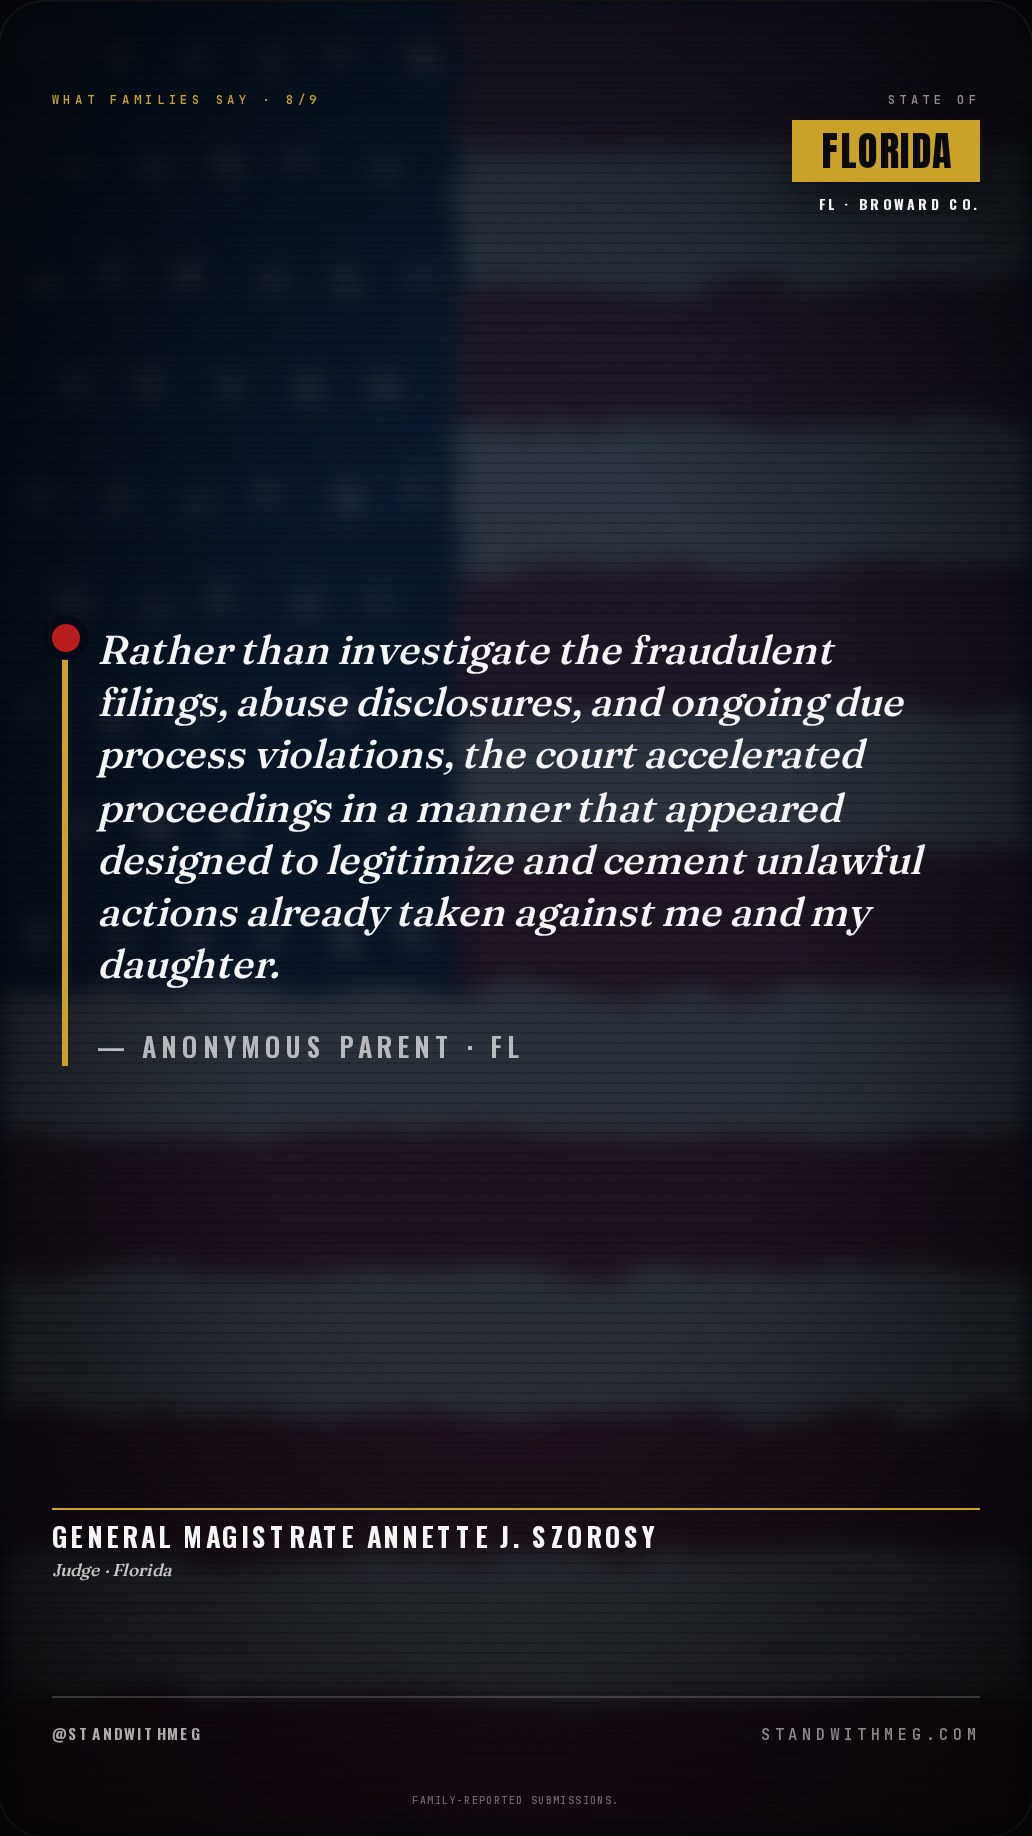 WHAT FAMILIES SAY · 8/9
STATE OF
FLORIDA
FL · BROWARD CO.
Rather than investigate the fraudulent
filings, abuse disclosures, and ongoing due
process violations, the court accelerated
proceedings in a manner that appeared
designed to legitimize and cement unlawful
actions already taken against me and my
daughter.
— ANONYMOUS PARENT · FL
GENERAL MAGISTRATE ANNETTE J. SZOROSY
Judge · Florida
@STANDWITHMEG
STANDWITHMEG.COM
FAMILY-REPORTED SUBMISSIONS.